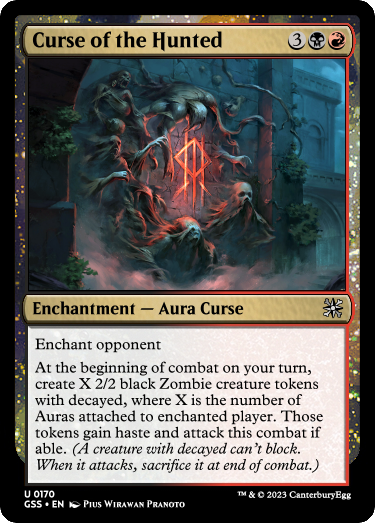 Curse of the Hunted 3
Enchantment — Aura Curse
Enchant opponent
At the beginning of combat on your turn,
create X 2/2 black Zombie creature tokens
with decayed, where X is the number of
Auras attached to enchanted player. Those
tokens gain haste and attack this combat if
able. (A creature with decayed can't block.
When it attacks, sacrifice it at end of combat.)
U 0170
GSS • EN Pius Wirawan Pranoto
™ & © 2023 CanterburyEgg